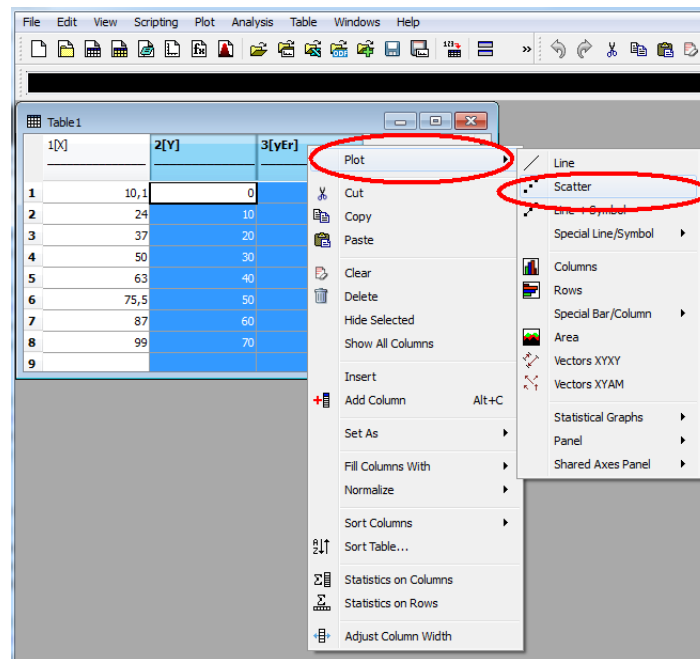 File Edit View Scripting Plot Analysis Table Windows Help
»
Table1
1[X] 2[Y] 3[yEr]
1 10,1 0
2 24 10
3 37 20
4 50 30
5 63 40
6 75,5 50
7 87 60
8 99 70
9
Plot
Cut
Copy
Paste
Clear
Delete
Hide Selected
Show All Columns
Insert
Add Column Alt+C
Set As
Fill Columns With
Normalize
Sort Columns
Sort Table...
Statistics on Columns
Statistics on Rows
Adjust Column Width
Line
Scatter
Line + Symbol
Special Line/Symbol
Columns
Rows
Special Bar/Column
Area
Vectors XYXY
Vectors XYAM
Statistical Graphs
Panel
Shared Axes Panel